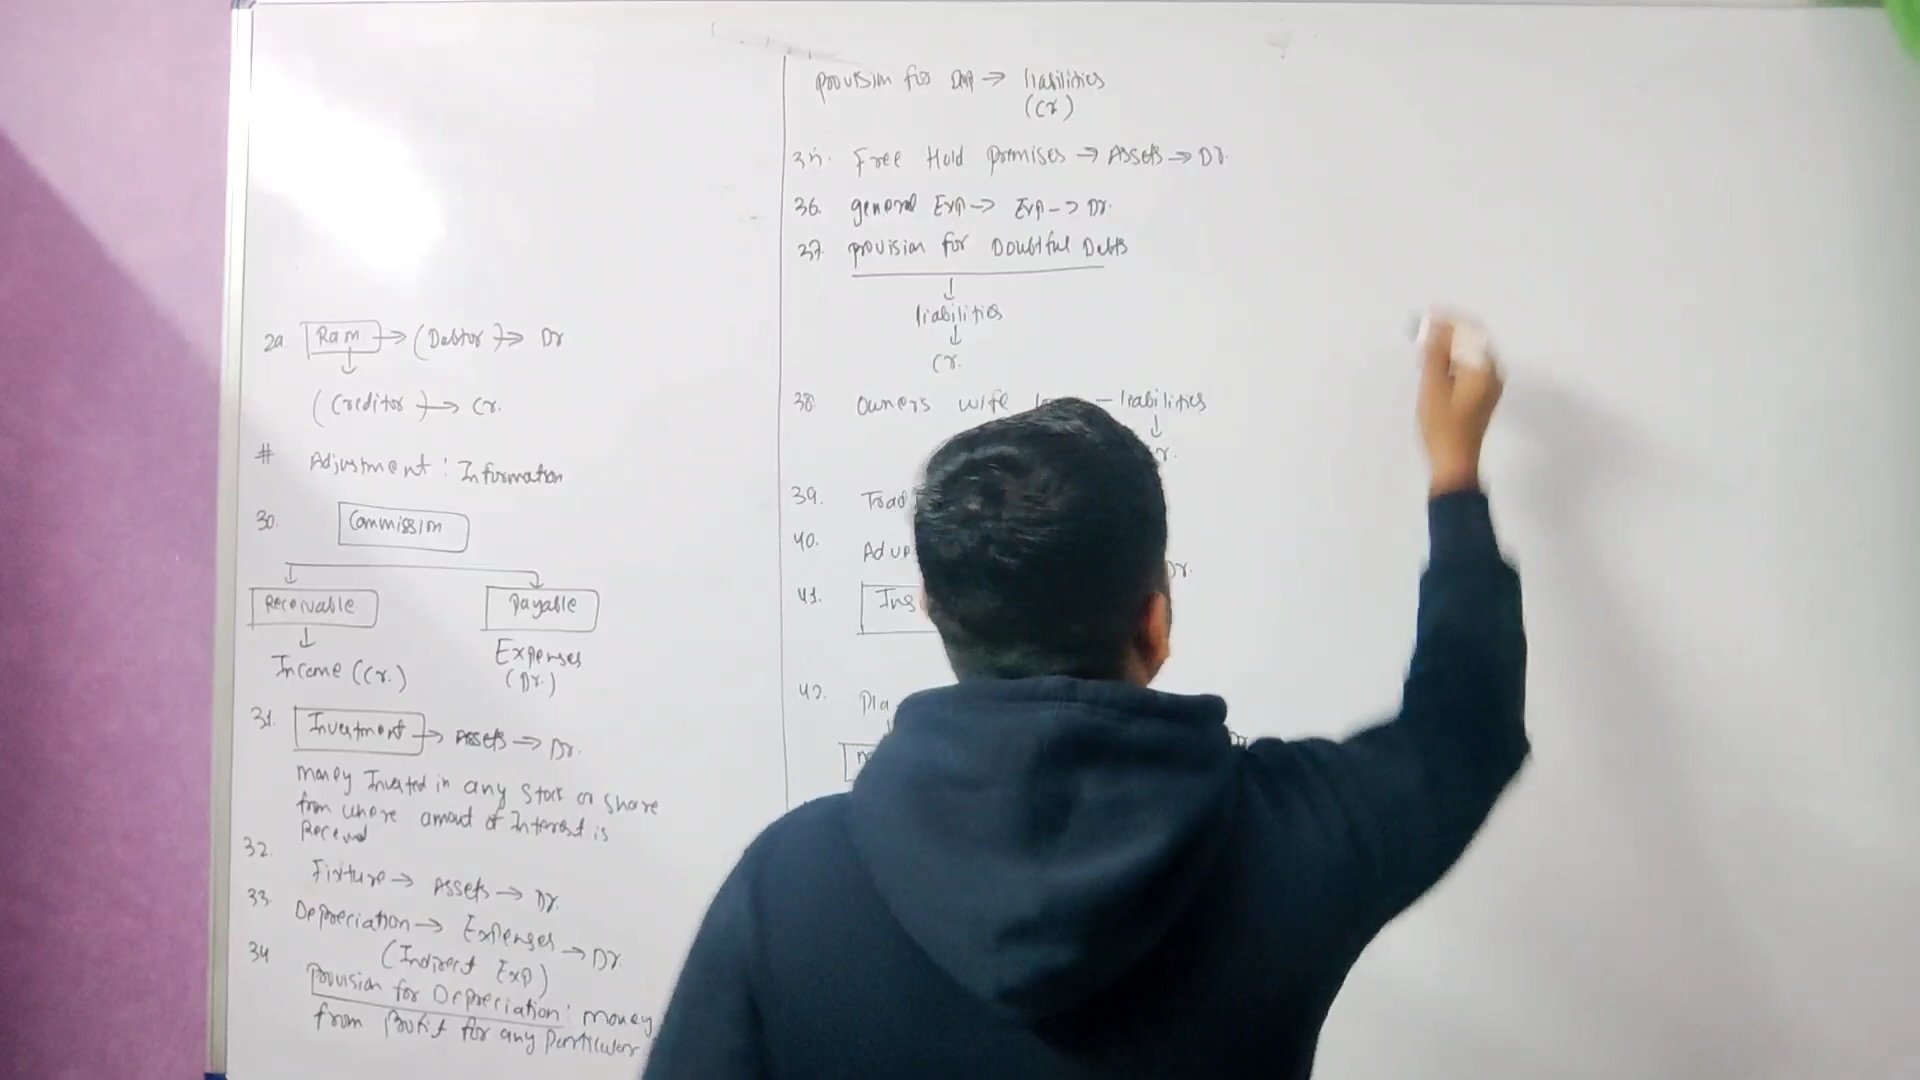 29. Ram → (Debtor) → Dr
(Creditor) → Cr.
# Adjustment : Information
30. Commission
Receivable
Payable
Income (Cr.)
Expenses
(Dr.)
31. Investment → Assets → Dr.
money Invested in any Stock or Share
from where amout of Interest is
Received
32. Fixture → Assets → Dr.
33. Depreciation → Expenses → Dr.
(Indirect Exp)
34 Provision for Depreciation : money
from Profit for any Particular
provision for → liabilities
(Cr)
35. Free Hold premises → Assets → Dr.
36. general Exp → Exp → Dr.
37. provision for Doubtful Debts
liabilities
Cr.
38. Owners wife — liabilities
39. Trad
40. Adve
Dr.
41. Ins
42. Pla